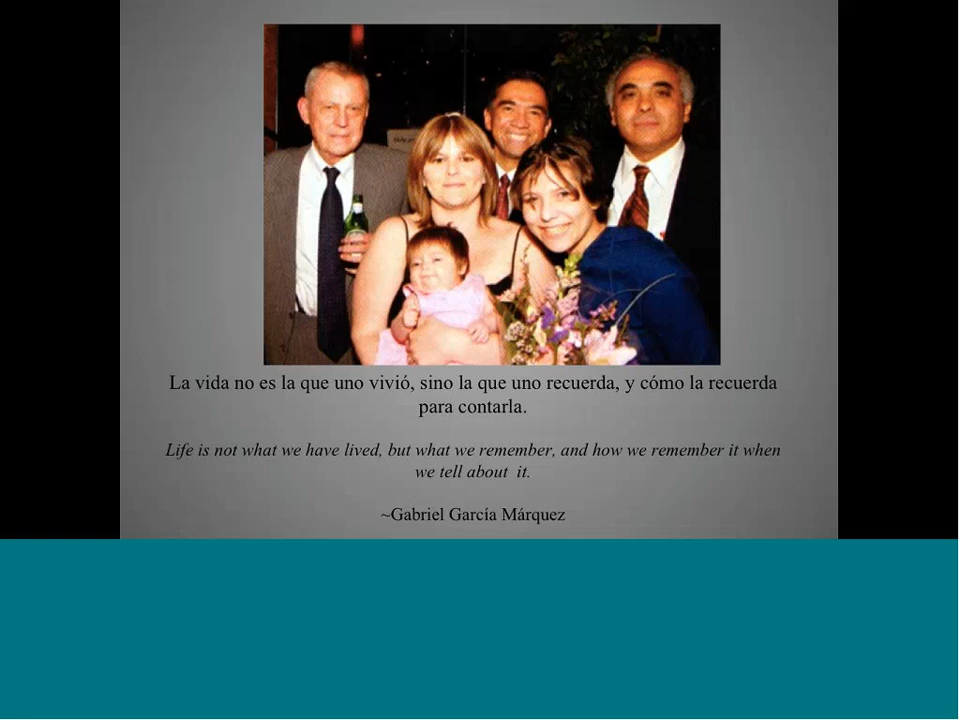 La vida no es la que uno vivió, sino la que uno recuerda, y cómo la recuerda
para contarla.
Life is not what we have lived, but what we remember, and how we remember it when
we tell about  it.
~Gabriel García Márquez